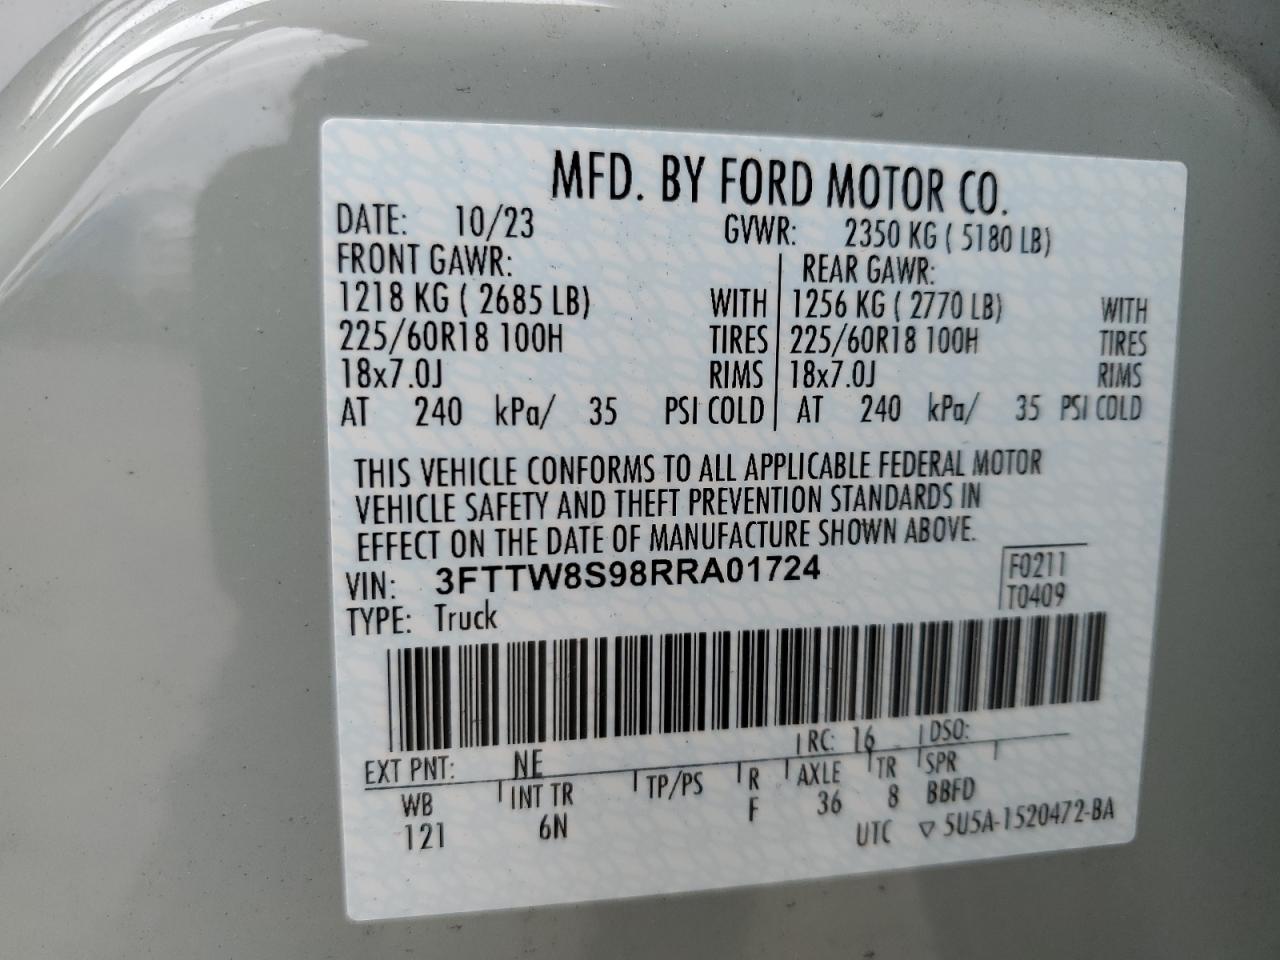 MFD. BY FORD MOTOR CO.
DATE: 10/23 GVWR: 2350 KG ( 5180 LB)
FRONT GAWR: REAR GAWR:
1218 KG ( 2685 LB) WITH 1256 KG ( 2770 LB) WITH
225/60R18 100H TIRES 225/60R18 100H TIRES
18x7.0J RIMS 18x7.0J RIMS
AT 240 kPa/ 35 PSI COLD AT 240 kPa/ 35 PSI COLD
THIS VEHICLE CONFORMS TO ALL APPLICABLE FEDERAL MOTOR
VEHICLE SAFETY AND THEFT PREVENTION STANDARDS IN
EFFECT ON THE DATE OF MANUFACTURE SHOWN ABOVE.
VIN: 3FTTW8S98RRA01724 F0211
TYPE: Truck T0409
EXT PNT: NE RC: 16 DSO:
WB INT TR TP/PS R AXLE TR SPR
121 6N F 36 8 BBFD
UTC ▽ 5U5A-1520472-BA